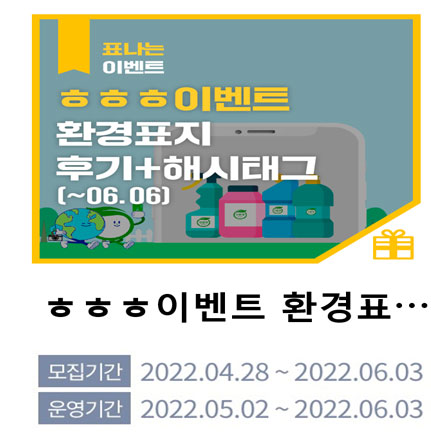 표나는
이벤트
ㅎㅎㅎ이벤트
환경표지
후기+해시태그
(~06.06)
ㅎㅎㅎ이벤트 환경표…
모집기간 2022.04.28 ~ 2022.06.03
운영기간 2022.05.02 ~ 2022.06.03